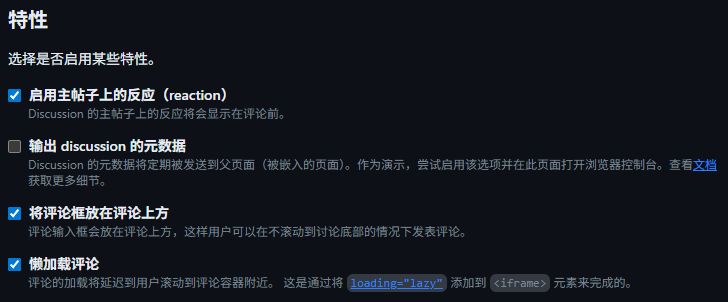 特性
选择是否启用某些特性。
启用主帖子上的反应（reaction）
Discussion 的主帖子上的反应将会显示在评论前。
输出 discussion 的元数据
Discussion 的元数据将定期被发送到父页面（被嵌入的页面）。作为演示，尝试启用该选项并在此页面打开浏览器控制台。查看文档
获取更多细节。
将评论框放在评论上方
评论输入框会放在评论上方，这样用户可以在不滚动到讨论底部的情况下发表评论。
懒加载评论
评论的加载将延迟到用户滚动到评论容器附近。 这是通过将 loading="lazy" 添加到 <iframe> 元素来完成的。